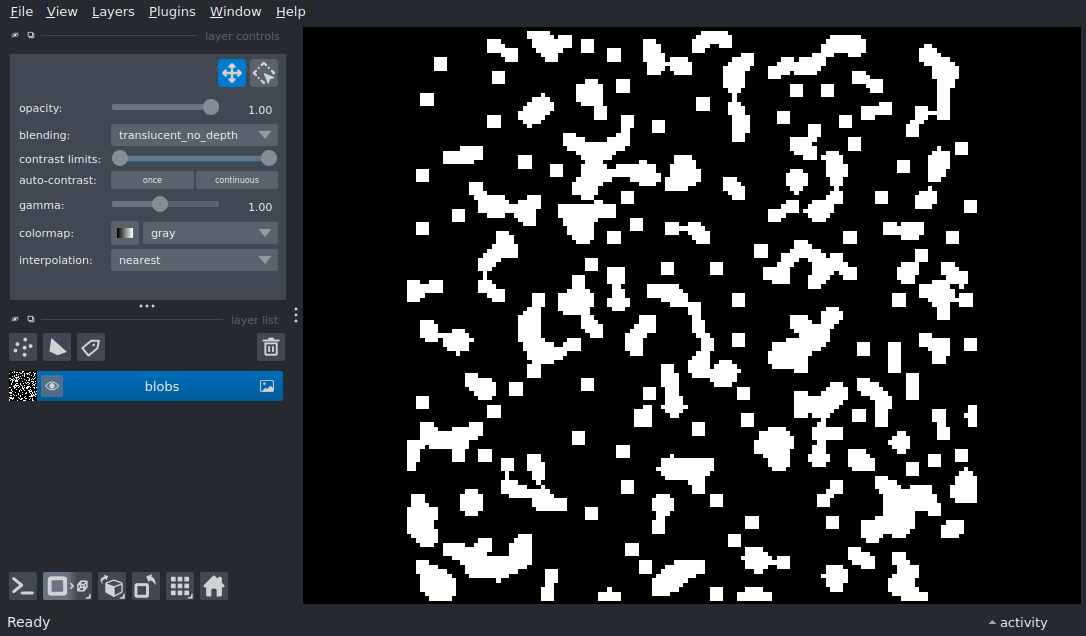 File View Layers Plugins Window Help
layer controls
opacity: 1.00
blending: translucent_no_depth
contrast limits:
auto-contrast: once continuous
gamma: 1.00
colormap: gray
interpolation: nearest
layer list
blobs
Ready
activity